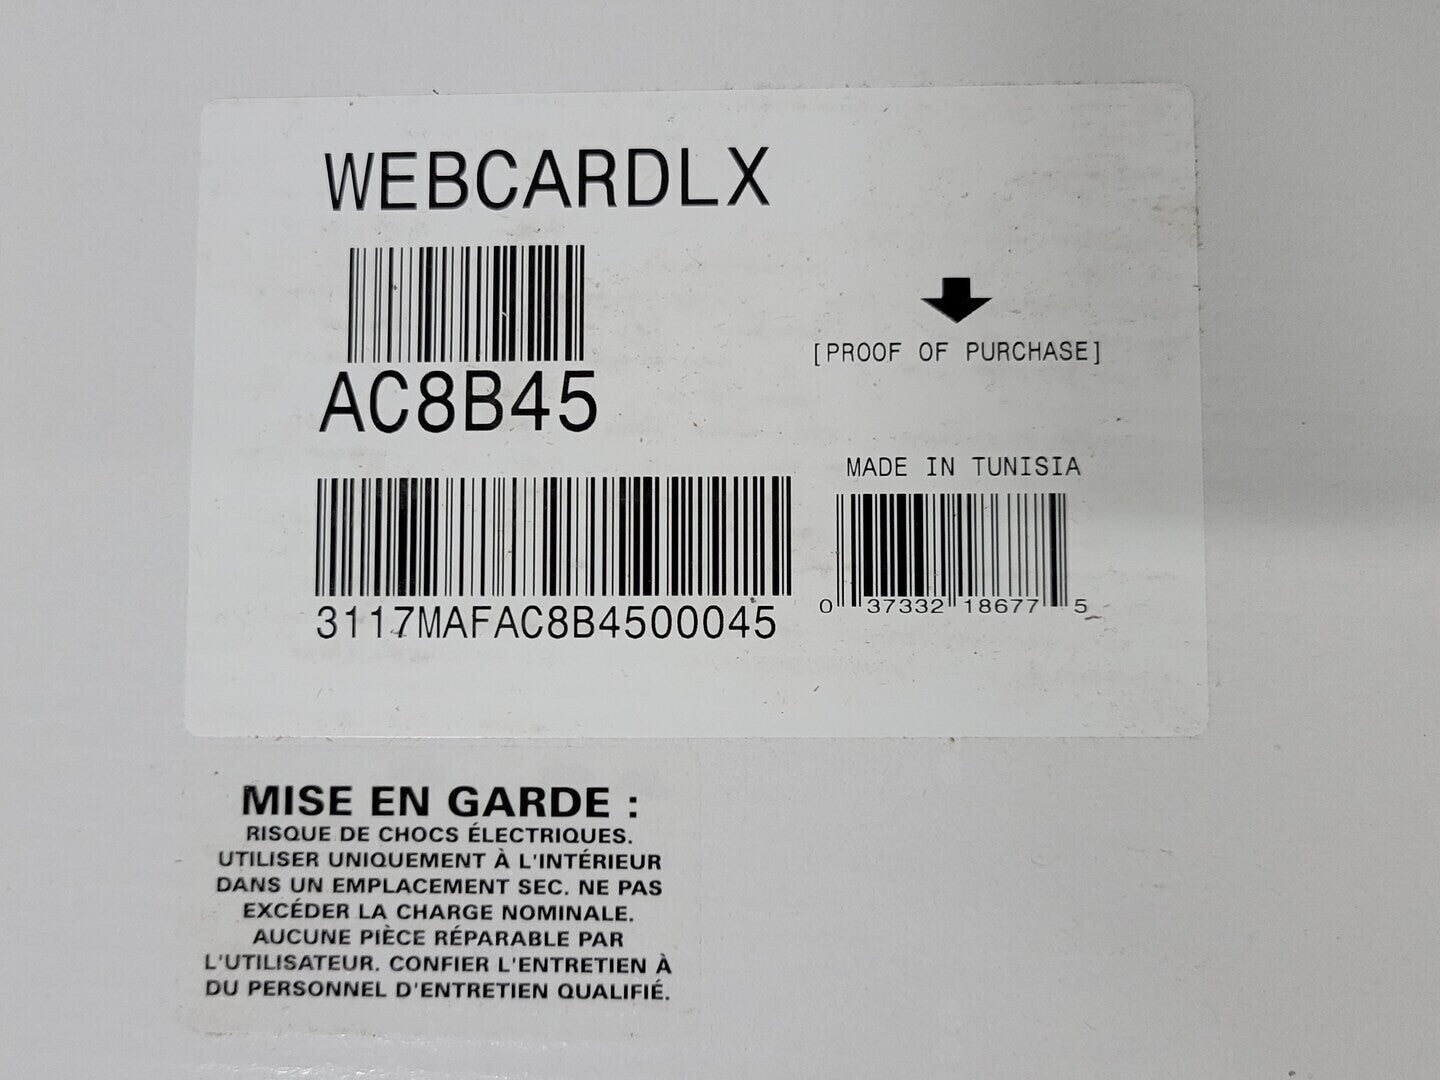 WEBCARDLX
AC8B45
[PROOF OF PURCHASE]
MADE IN TUNISIA
3117MAFAC8B4500045
0 37332 18677 5
MISE EN GARDE :
RISQUE DE CHOCS ÉLECTRIQUES.
UTILISER UNIQUEMENT À L'INTÉRIEUR
DANS UN EMPLACEMENT SEC. NE PAS
EXCÉDER LA CHARGE NOMINALE.
AUCUNE PIÈCE RÉPARABLE PAR
L'UTILISATEUR. CONFIER L'ENTRETIEN À
DU PERSONNEL D'ENTRETIEN QUALIFIÉ.